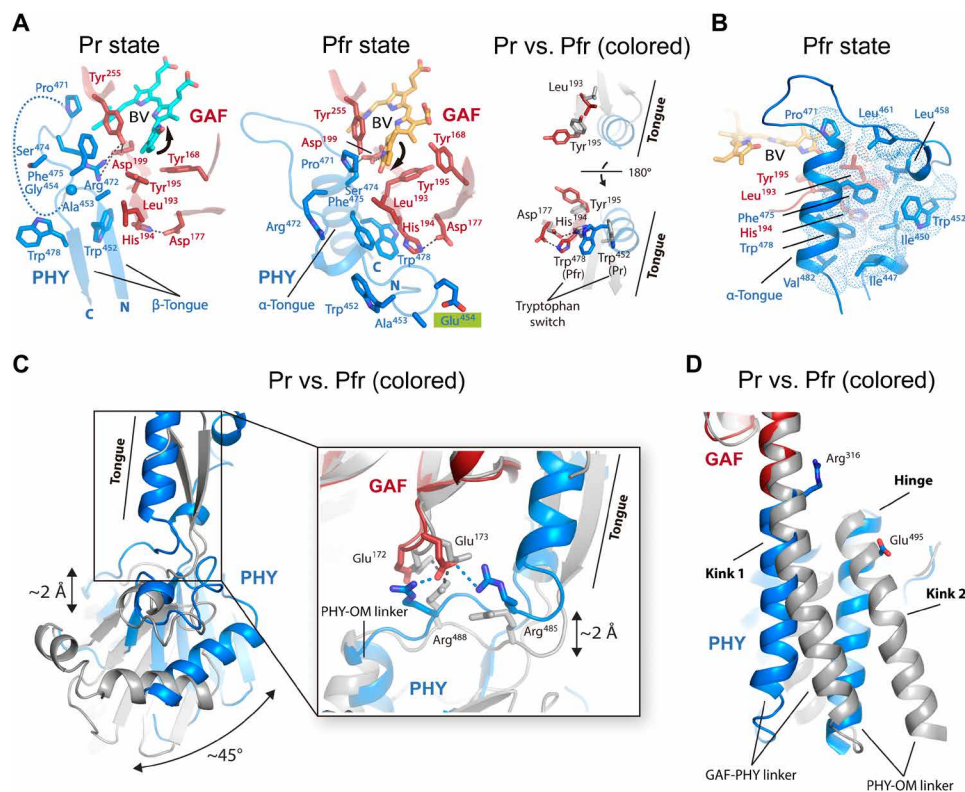 A
Pr state
Pro471
Tyr255
BV
GAF
Ser474
Phe475
Gly454
Asp199
Arg472
Tyr168
Ala453
Tyr195
Leu193
His194
Asp177
Trp478
Trp452
PHY
β-Tongue
C
N
Pfr state
Tyr255
BV
GAF
Asp199
Tyr168
Pro471
Ser474
Phe475
Tyr195
Leu193
Arg472
His194
Asp177
PHY
C
Trp478
α-Tongue
N
Trp452
Ala453
Glu454
Pr vs. Pfr (colored)
Leu193
Tyr195
Tongue
180°
Asp177
Tyr195
His194
Trp478
(Pfr)
Trp452
(Pr)
Tongue
Tryptophan
switch
B
Pfr state
Pro471
Leu461
Leu458
BV
Tyr195
Leu193
Phe475
His194
Trp478
Trp452
Ile450
Val482
Ile447
α-Tongue
C
Pr vs. Pfr (colored)
Tongue
PHY
~2 Å
~45°
GAF
Tongue
Glu172
Glu173
PHY-OM linker
Arg488
Arg485
~2 Å
PHY
D
Pr vs. Pfr (colored)
GAF
Arg316
Hinge
Glu495
Kink 1
Kink 2
PHY
GAF-PHY linker
PHY-OM linker